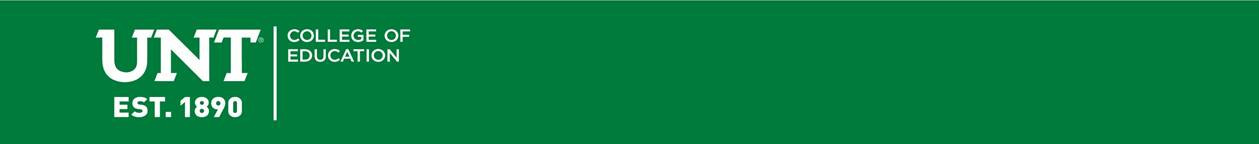 UNT®
EST. 1890
COLLEGE OF
EDUCATION